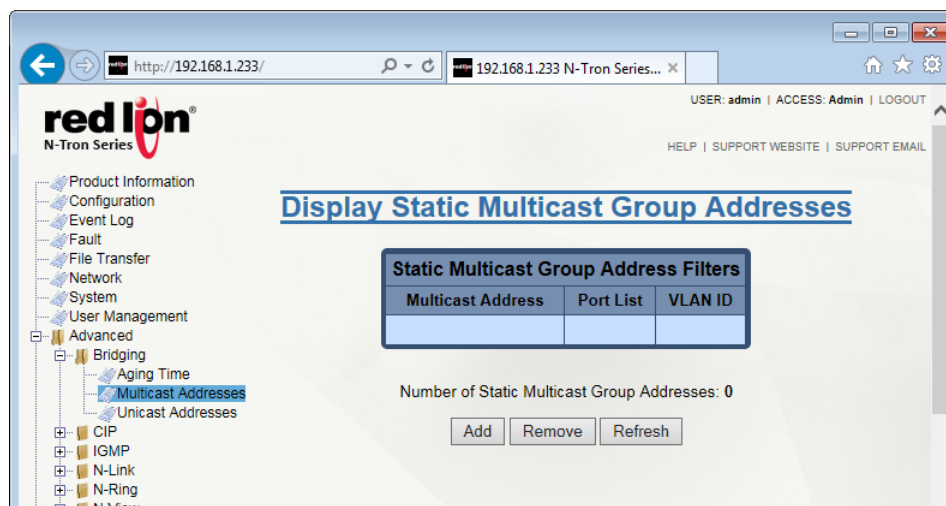 http://192.168.1.233/
192.168.1.233 N-Tron Series...
USER: admin | ACCESS: Admin | LOGOUT
red lion®
N-Tron Series
HELP | SUPPORT WEBSITE | SUPPORT EMAIL
Product Information
Configuration
Event Log
Fault
File Transfer
Network
System
User Management
Advanced
Bridging
Aging Time
Multicast Addresses
Unicast Addresses
CIP
IGMP
N-Link
N-Ring
N-View
Display Static Multicast Group Addresses
Static Multicast Group Address Filters
Multicast Address Port List VLAN ID
Number of Static Multicast Group Addresses: 0
Add Remove Refresh